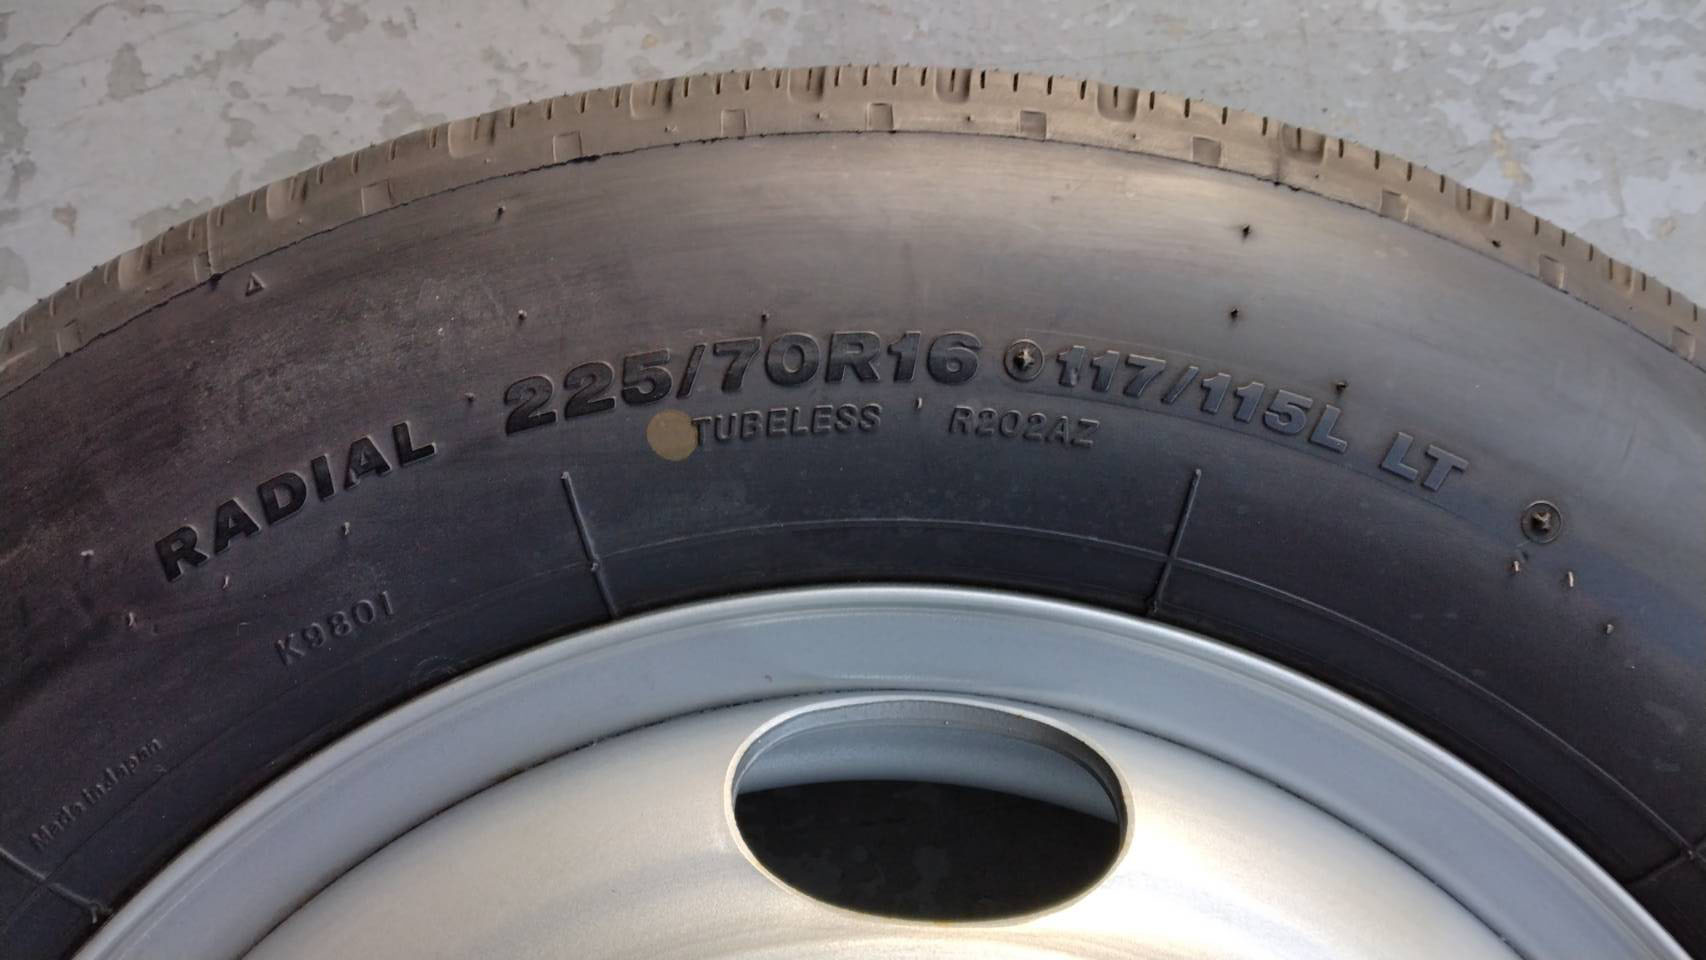 RADIAL 225/70R16 117/115L LT
TUBELESS R202AZ
K9801
Made in Japan